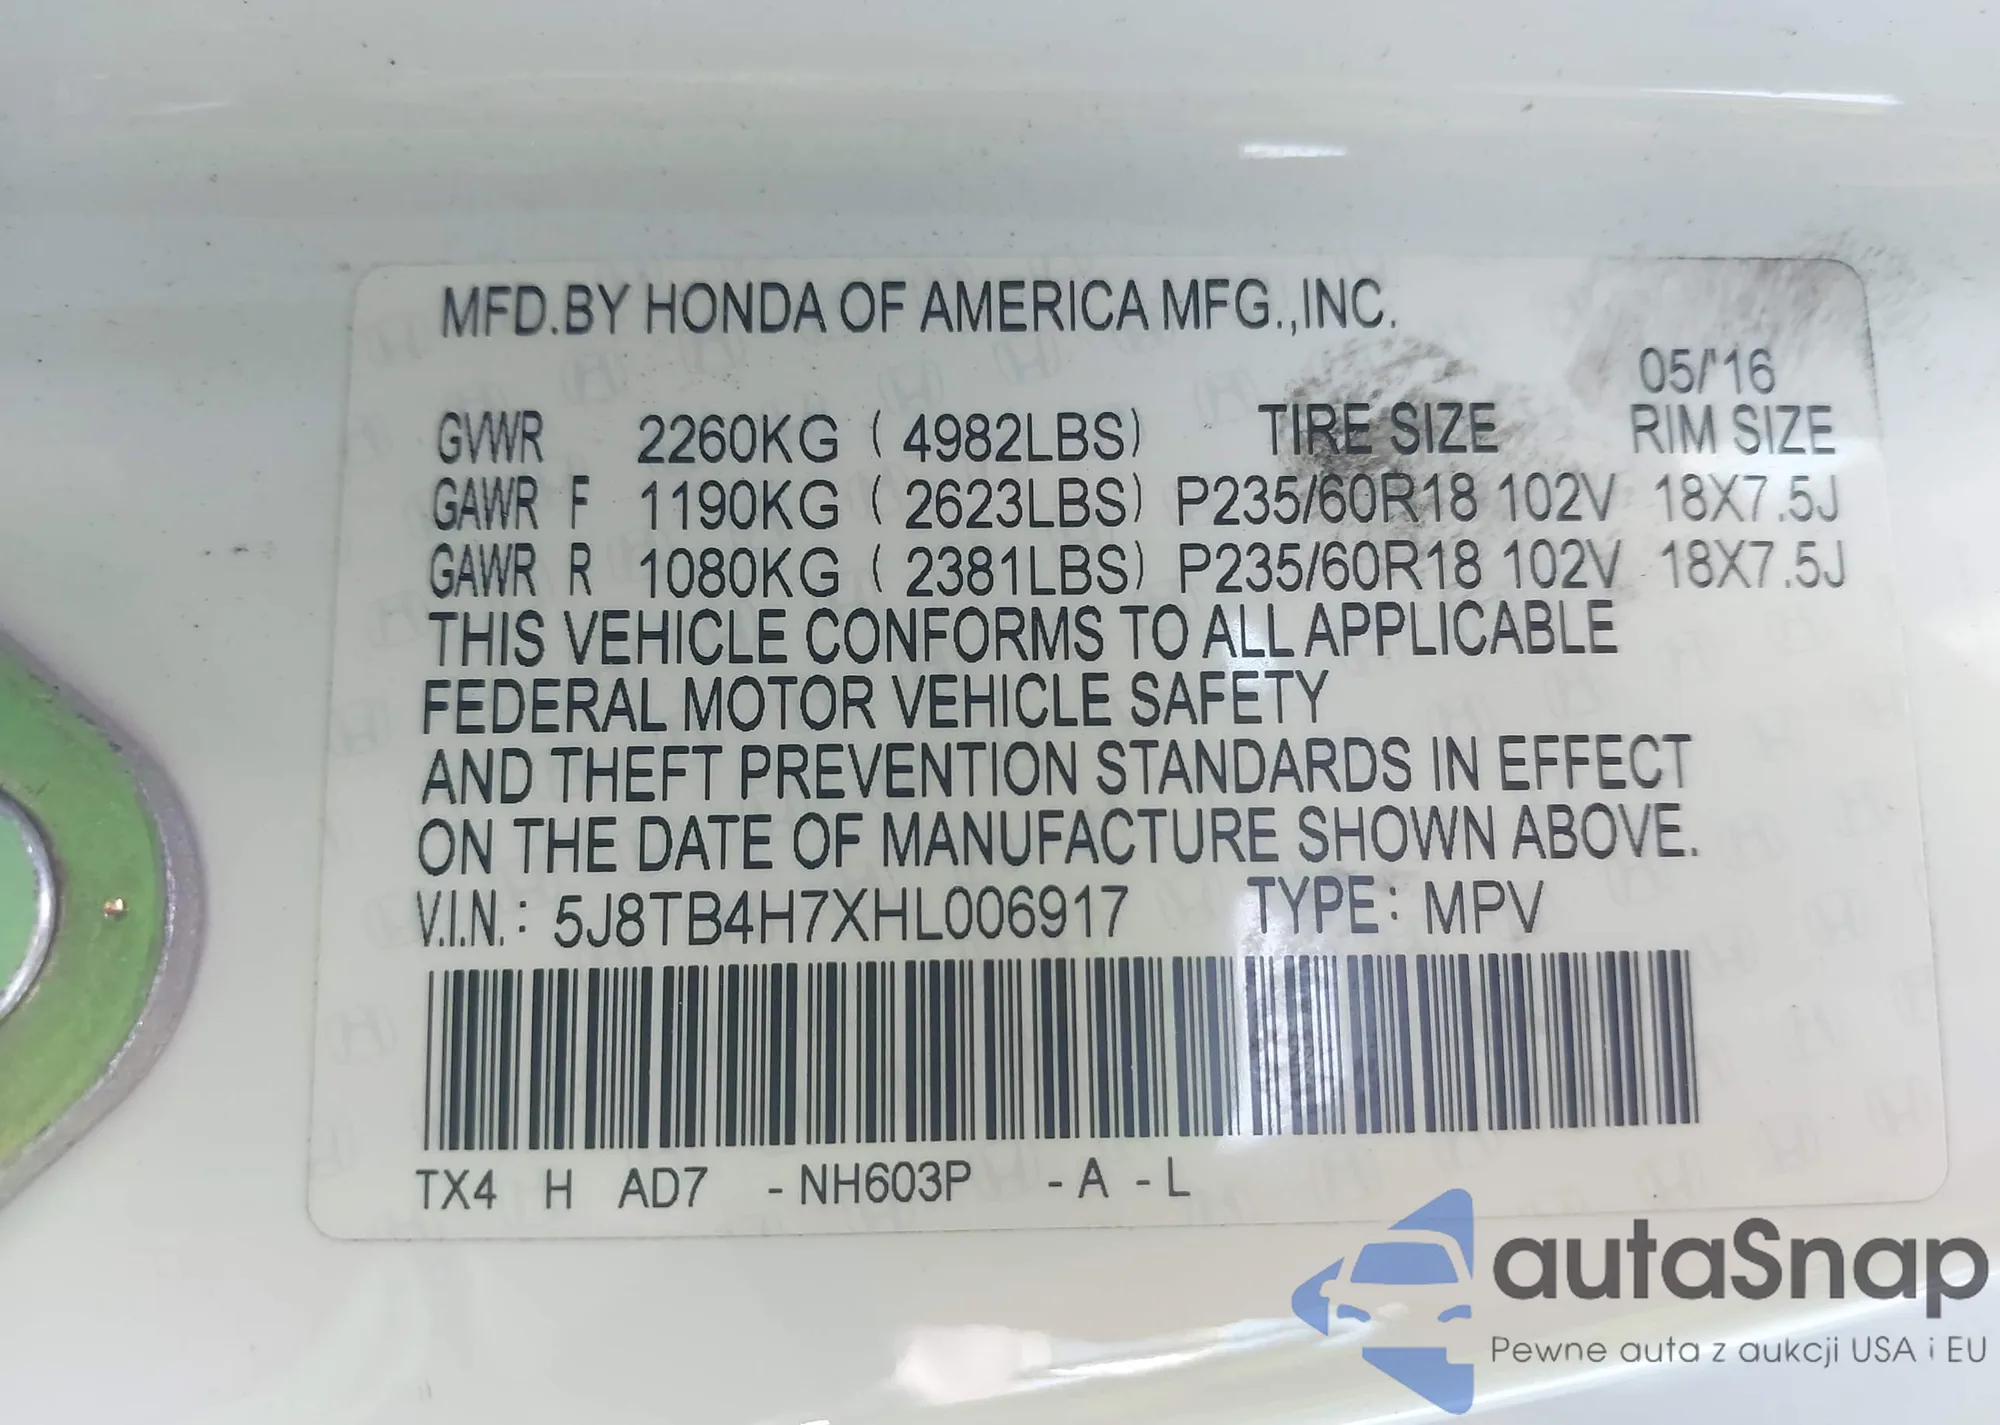 MFD.BY HONDA OF AMERICA MFG.,INC.
05/'16
GVWR 2260KG ( 4982LBS) TIRE SIZE RIM SIZE
GAWR F 1190KG ( 2623LBS) P235/60R18 102V 18X7.5J
GAWR R 1080KG ( 2381LBS) P235/60R18 102V 18X7.5J
THIS VEHICLE CONFORMS TO ALL APPLICABLE
FEDERAL MOTOR VEHICLE SAFETY
AND THEFT PREVENTION STANDARDS IN EFFECT
ON THE DATE OF MANUFACTURE SHOWN ABOVE.
V.I.N.: 5J8TB4H7XHL006917 TYPE: MPV
TX4 H AD7 -NH603P -A -L
autaSnap
Pewne auta z aukcji USA i EU